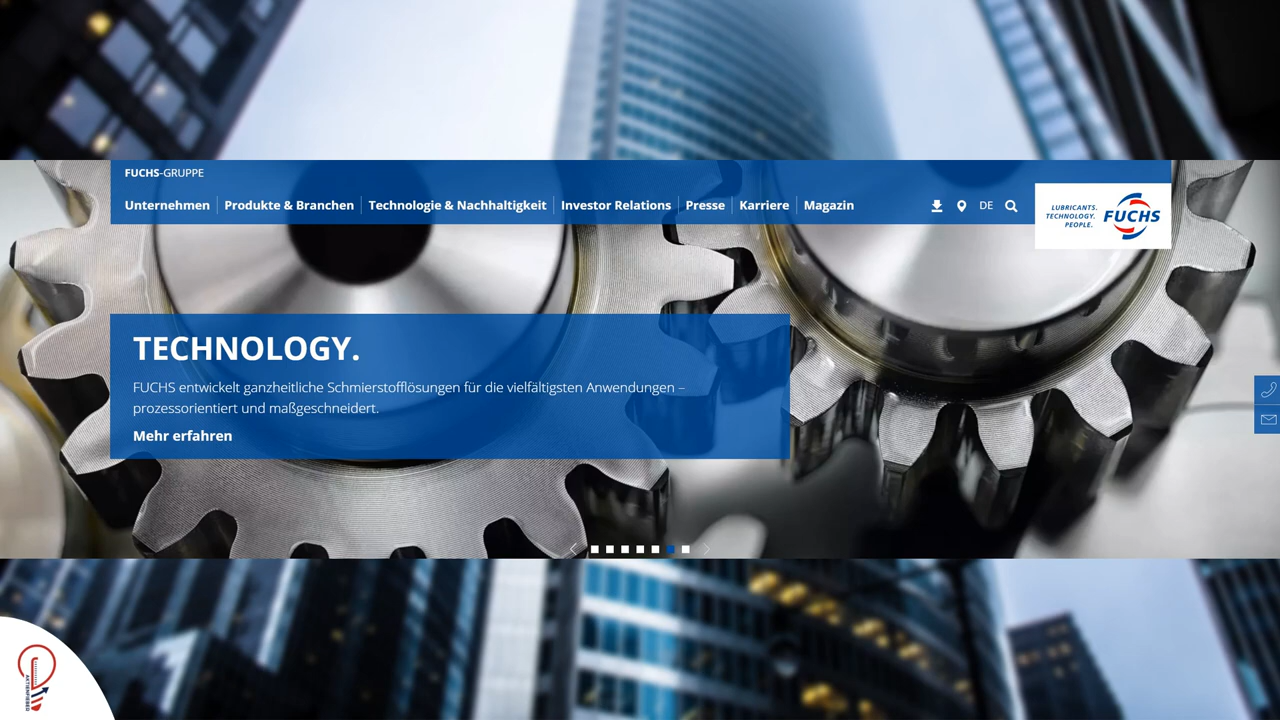 FUCHS-GRUPPE
Unternehmen
Produkte & Branchen
Technologie & Nachhaltigkeit
Investor Relations
Presse
Karriere
Magazin
DE
LUBRICANTS.
TECHNOLOGY.
PEOPLE.
FUCHS
TECHNOLOGY.
FUCHS entwickelt ganzheitliche Schmierstofflösungen für die vielfältigsten Anwendungen –
prozessorientiert und maßgeschneidert.
Mehr erfahren